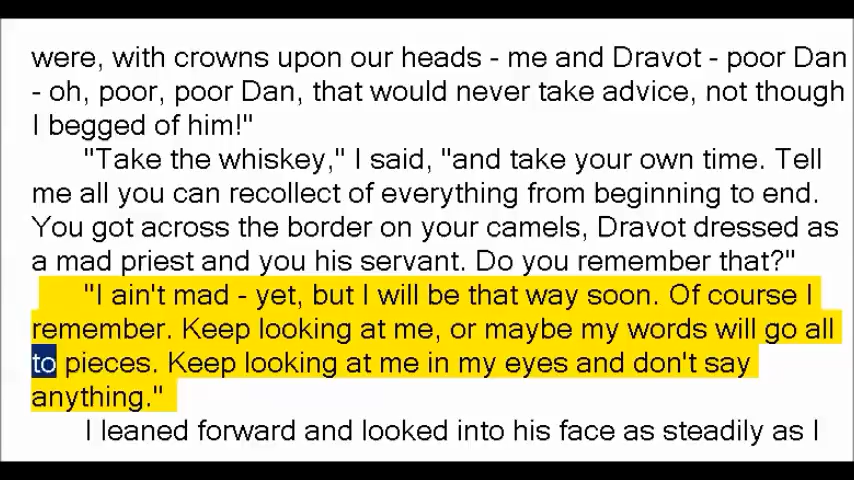 were, with crowns upon our heads - me and Dravot - poor Dan
- oh, poor, poor Dan, that would never take advice, not though
I begged of him!"
"Take the whiskey," I said, "and take your own time. Tell
me all you can recollect of everything from beginning to end.
You got across the border on your camels, Dravot dressed as
a mad priest and you his servant. Do you remember that?"
"I ain't mad - yet, but I will be that way soon. Of course I
remember. Keep looking at me, or maybe my words will go all
to pieces. Keep looking at me in my eyes and don't say
anything."
I leaned forward and looked into his face as steadily as I